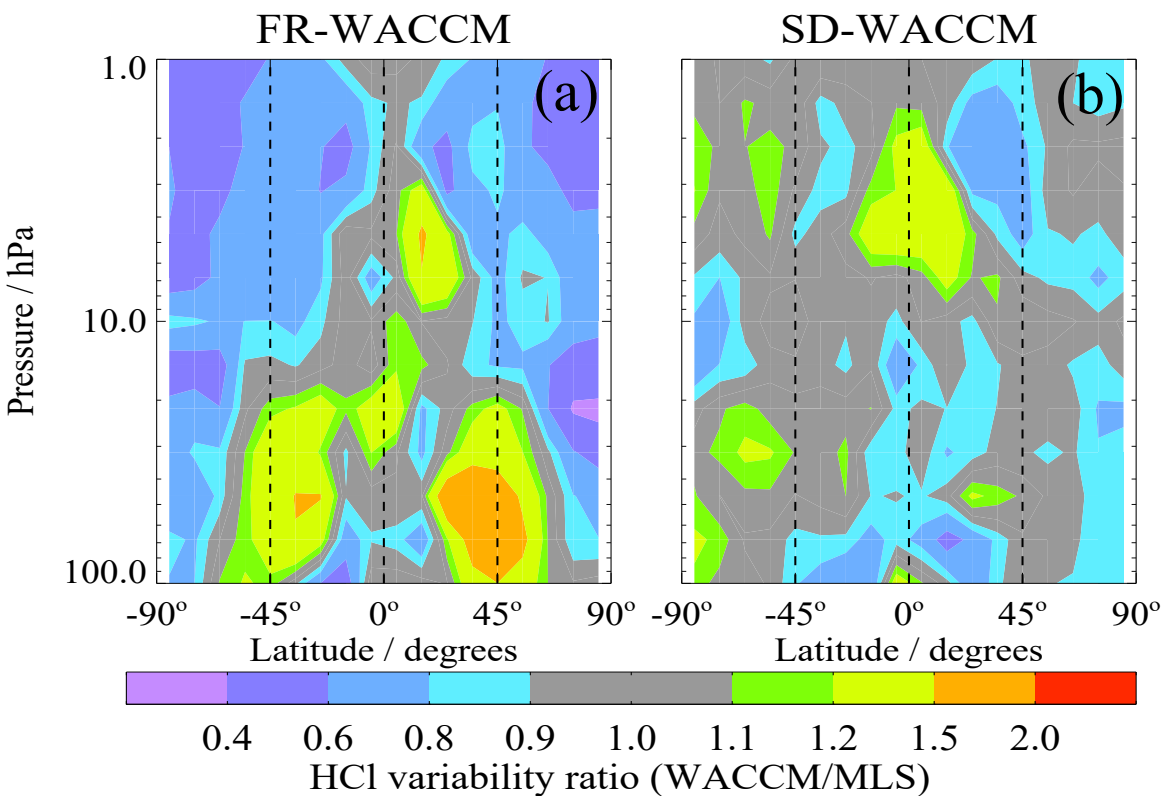 FR-WACCM
SD-WACCM
(a)
(b)
1.0
10.0
100.0
Pressure / hPa
-90º -45º 0º 45º 90º
-90º -45º 0º 45º 90º
Latitude / degrees
Latitude / degrees
0.4 0.6 0.8 0.9 1.0 1.1 1.2 1.5 2.0
HCl variability ratio (WACCM/MLS)